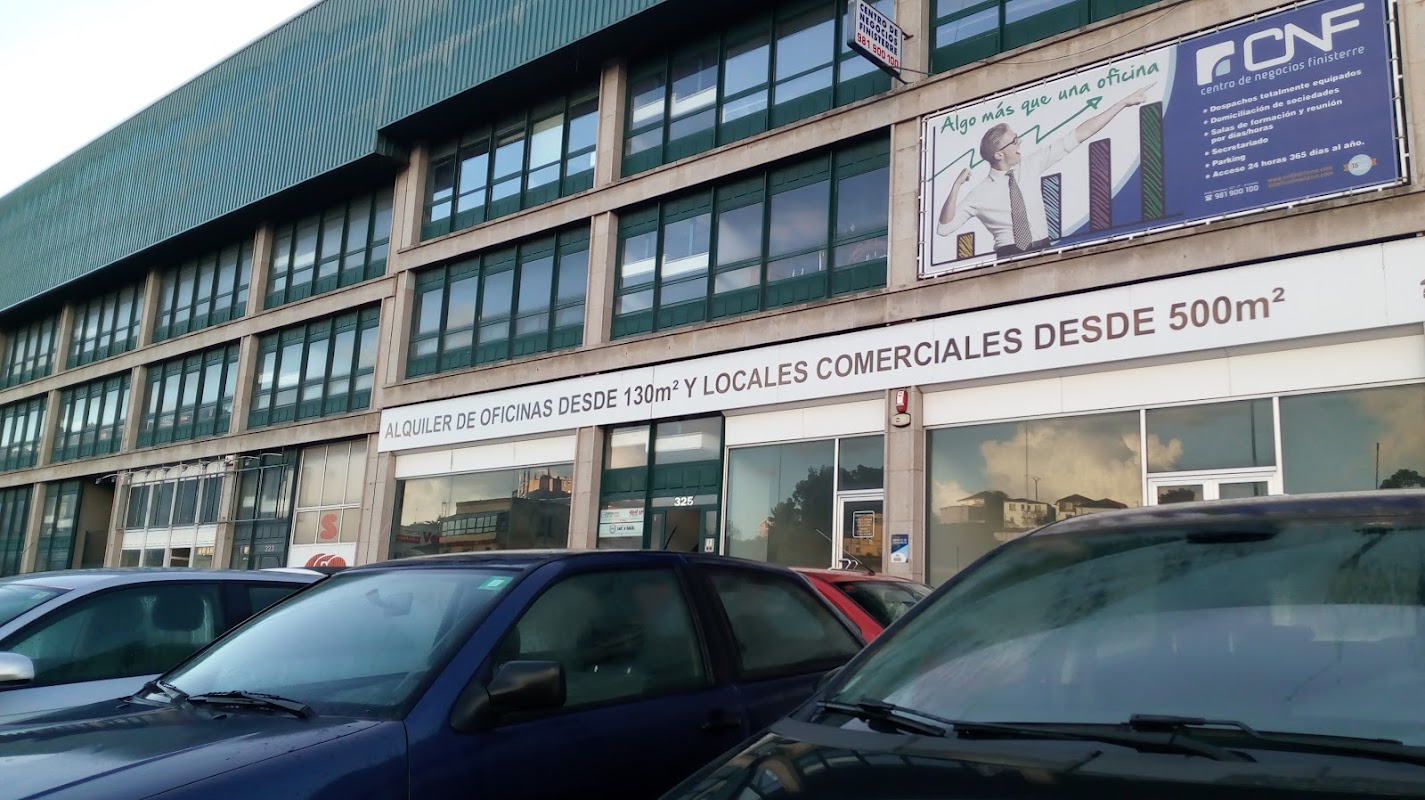 CENTRO DE
NEGOCIOS
FINISTERRE
981 900 100
Algo más que una oficina
CNF
centro de negocios finisterre
• Despachos totalmente equipados
• Domiciliación de sociedades
• Salas de formación y reunión
por días/horas
• Secretariado
• Parking
• Acceso 24 horas 365 días al año.
☎ 981 900 100
ALQUILER DE OFICINAS DESDE 130m² Y LOCALES COMERCIALES DESDE 500m²
325
S